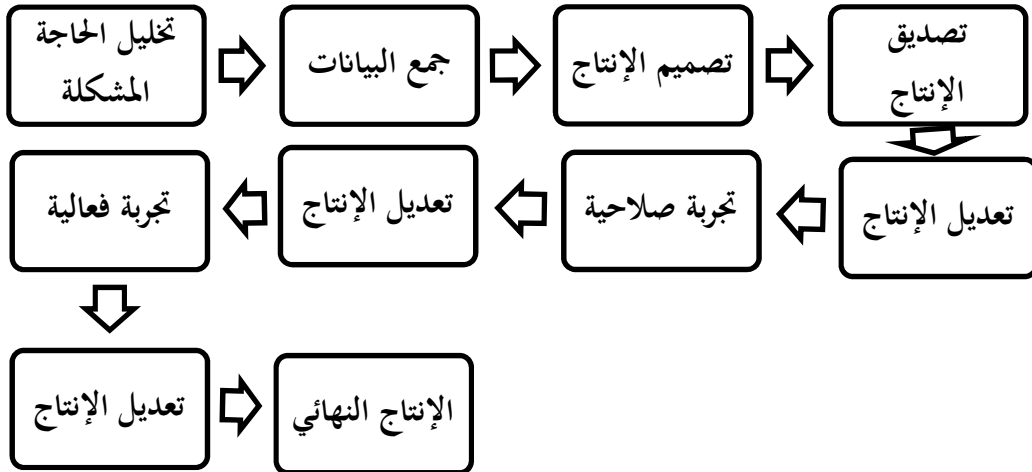 تخليل الحاجة
المشكلة
جمع البيانات
تصميم الإنتاج
تصديق
الإنتاج
تعديل الإنتاج
تجربة صلاحية
تعديل الإنتاج
تجربة فعالية
تعديل الإنتاج
الإنتاج النهائي